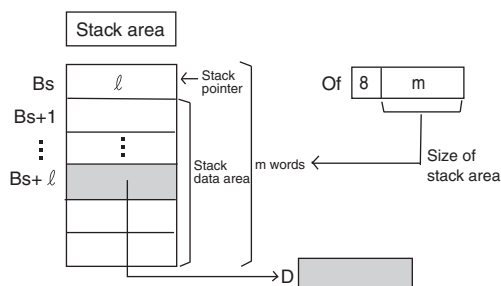 Stack area
Bs ℓ Stack pointer
Bs+1
⋮ ⋮
Bs+ ℓ
Stack data area
m words
Of 8 m
Size of stack area
D